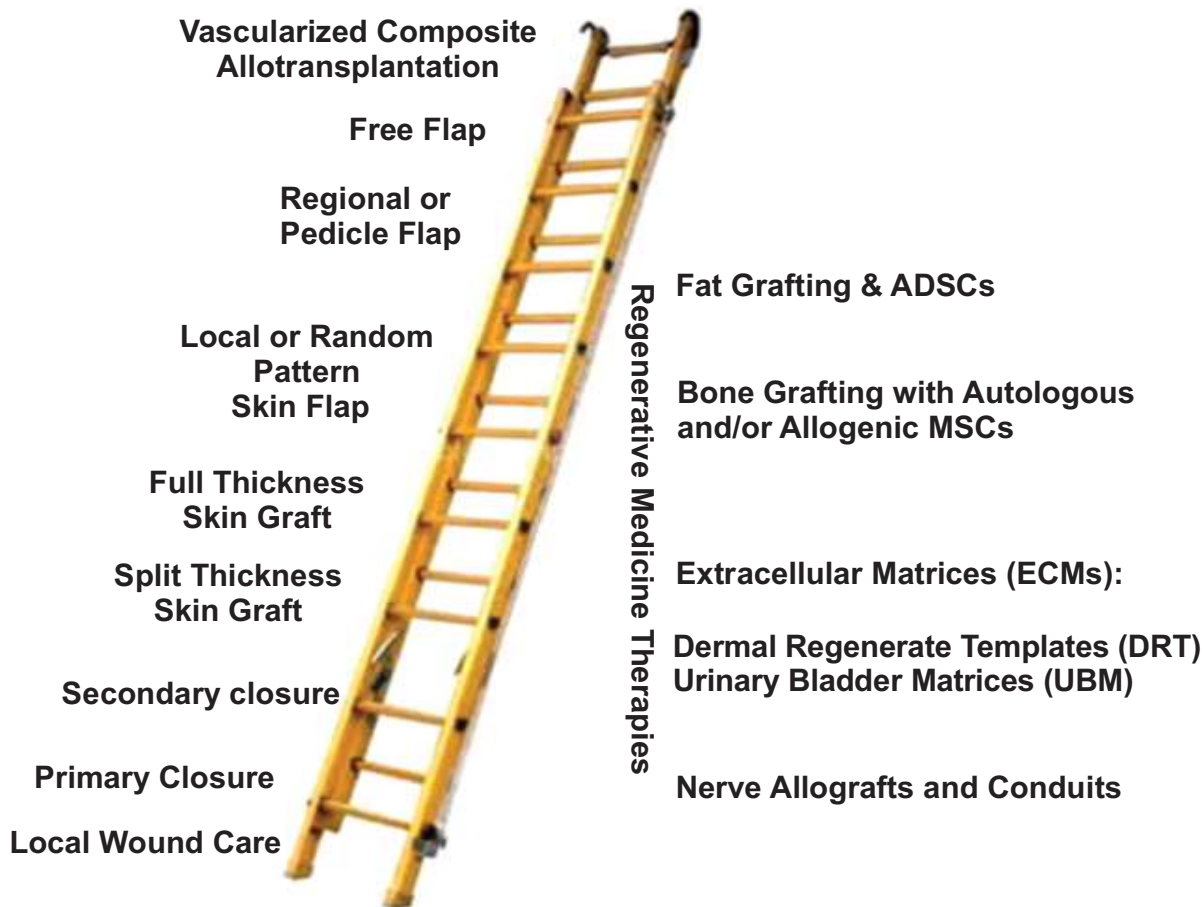 Vascularized Composite
Allotransplantation
Free Flap
Regional or
Pedicle Flap
Local or Random
Pattern
Skin Flap
Full Thickness
Skin Graft
Split Thickness
Skin Graft
Secondary closure
Primary Closure
Local Wound Care
Regenerative Medicine Therapies
Fat Grafting & ADSCs
Bone Grafting with Autologous
and/or Allogenic MSCs
Extracellular Matrices (ECMs):
Dermal Regenerate Templates (DRT)
Urinary Bladder Matrices (UBM)
Nerve Allografts and Conduits